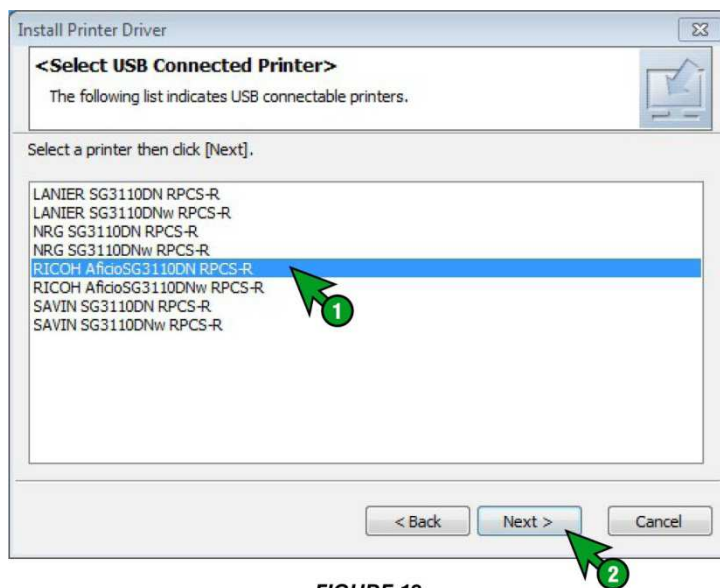 Install Printer Driver
<Select USB Connected Printer>
The following list indicates USB connectable printers.
Select a printer then click [Next].
LANIER SG3110DN RPCS-R
LANIER SG3110DNw RPCS-R
NRG SG3110DN RPCS-R
NRG SG3110DNw RPCS-R
RICOH AficioSG3110DN RPCS-R
RICOH AficioSG3110DNw RPCS-R
SAVIN SG3110DN RPCS-R
SAVIN SG3110DNw RPCS-R
1
< Back Next > Cancel
2